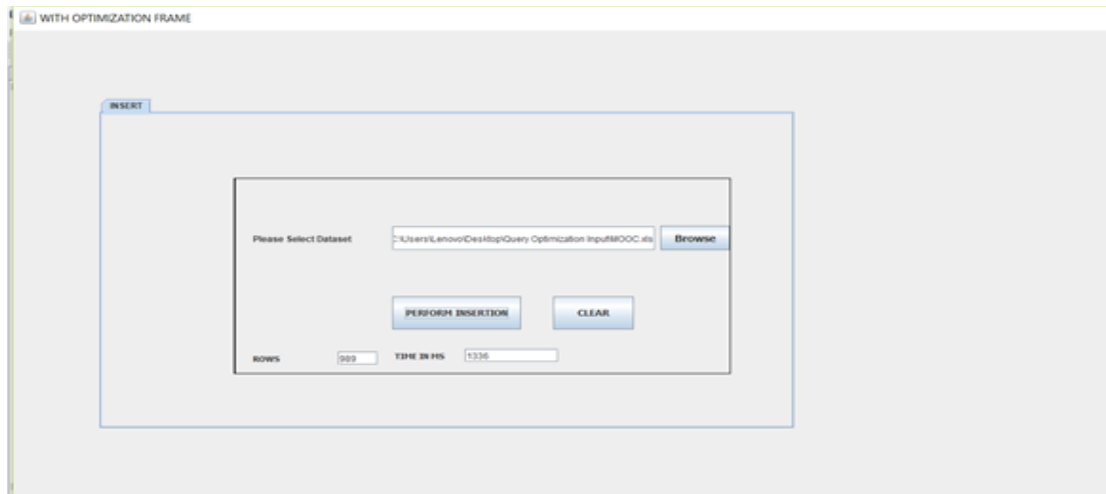 WITH OPTIMIZATION FRAME
INSERT
Please Select Dataset C:\Users\Lenovo\Desktop\Query Optimization Input\MOOC.xls Browse
PERFORM INSERTION CLEAR
ROWS 989 TIME IN MS 1336